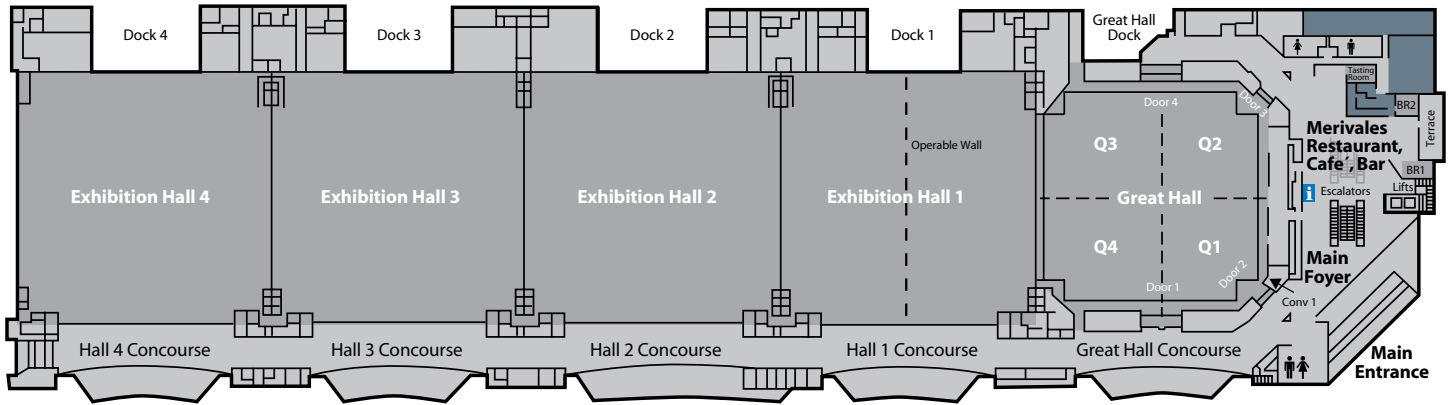 Dock 4
Dock 3
Dock 2
Dock 1
Great Hall
Dock
Tasting
Room
BR2
Terrace
Door 4
Door 3
Merivales
Restaurant,
Cafe , Bar
Operable Wall
Q3
Q2
BR1
Exhibition Hall 4
Exhibition Hall 3
Exhibition Hall 2
Exhibition Hall 1
Great Hall
i
Escalators
Lifts
Q4
Q1
Main
Foyer
Door 2
Door 1
Conv 1
Hall 4 Concourse
Hall 3 Concourse
Hall 2 Concourse
Hall 1 Concourse
Great Hall Concourse
Main
Entrance